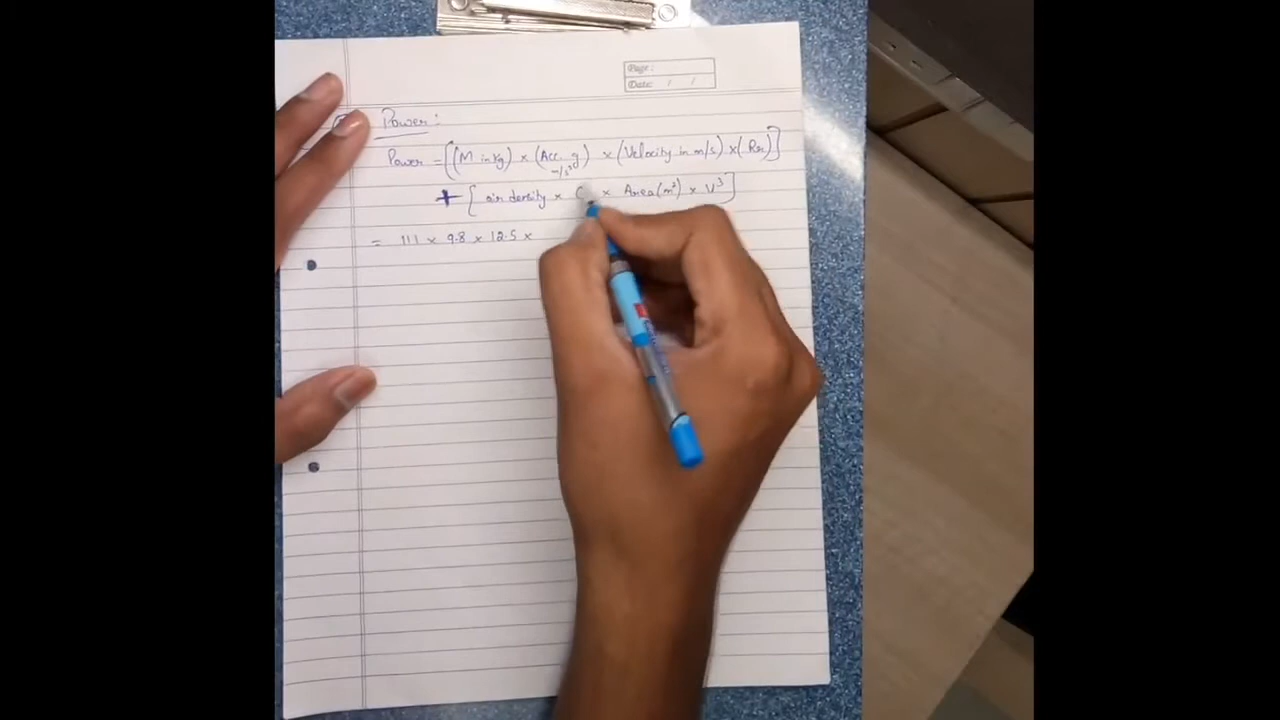 Page:
Date: / /
Power:
Power = [(M in Kg) × (Acc. g) × (Velocity in m/s) × (Rr)]
m/s²
+ [air density × C × Area (m²) × V³]
= 111 × 9.8 × 12.5 ×